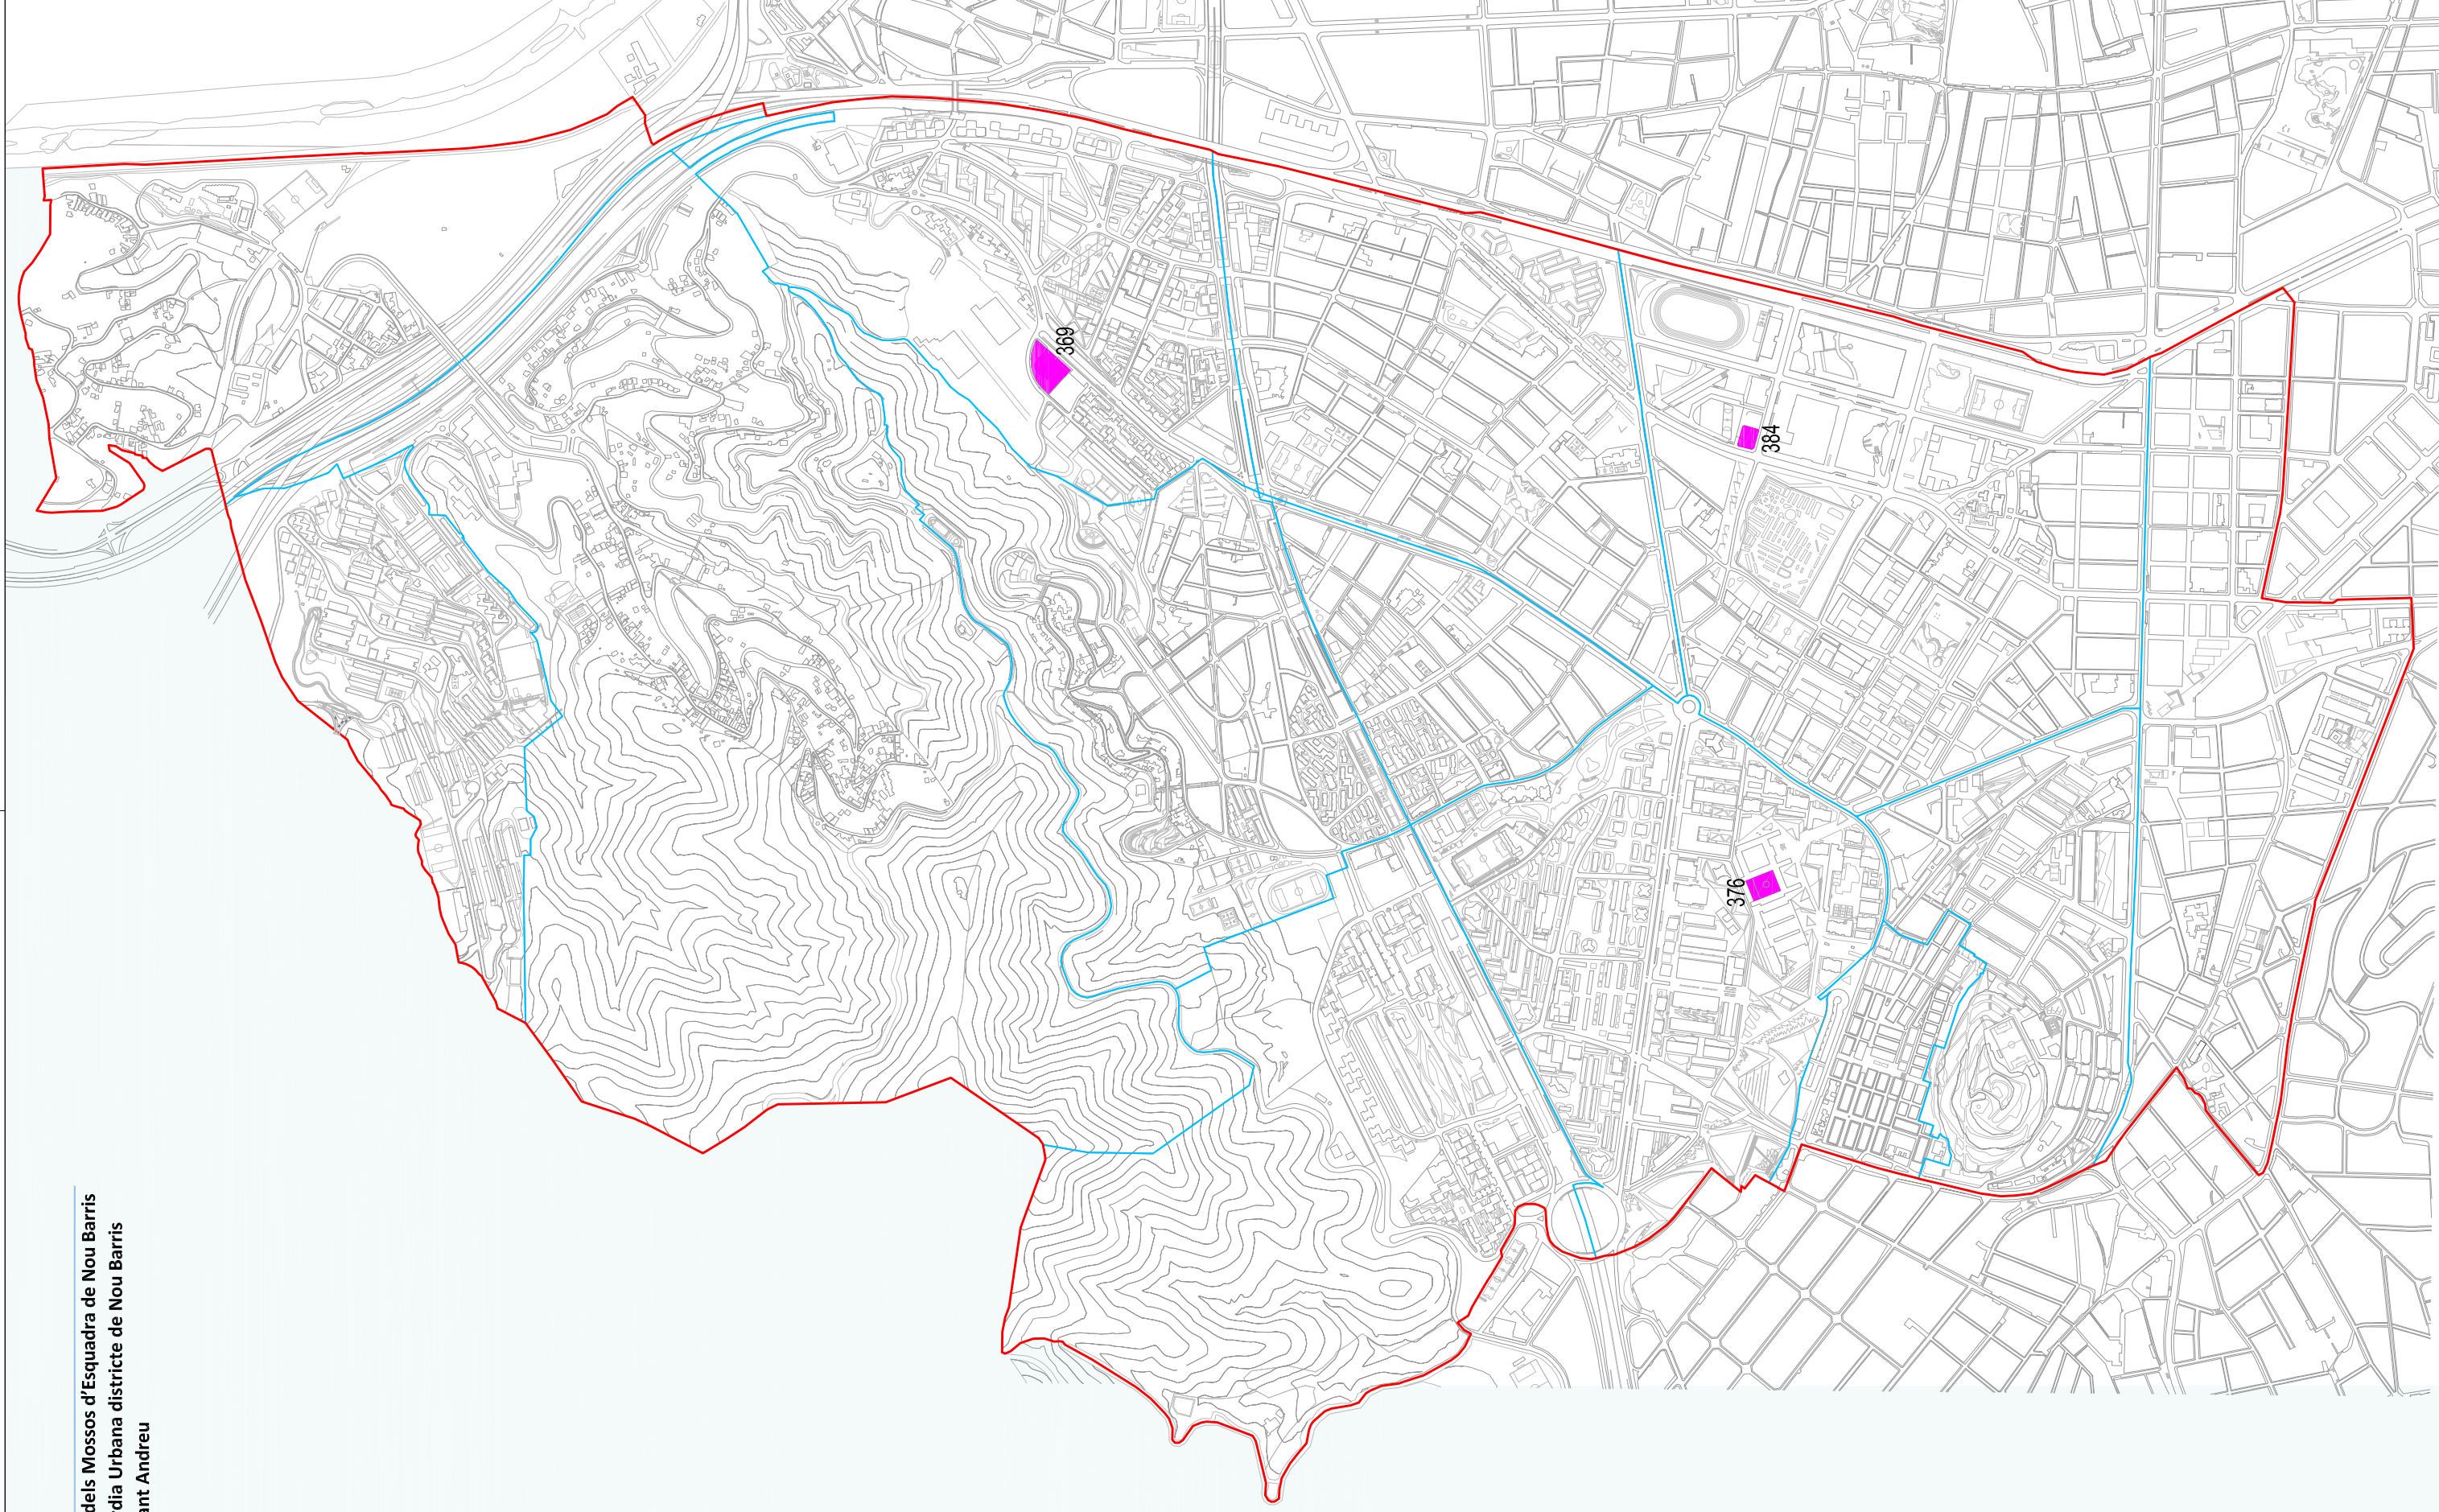 dels Mossos d'Esquadra de Nou Barris
dia Urbana districte de Nou Barris
ant Andreu
369
384
376